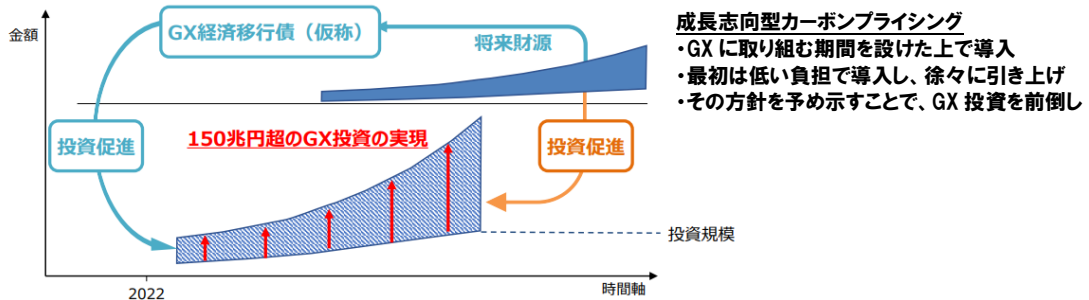 金額
GX経済移行債（仮称）
将来財源
投資促進
150兆円超のGX投資の実現
投資促進
投資規模
2022
時間軸
成長志向型カーボンプライシング
・GXに取り組む期間を設けた上で導入
・最初は低い負担で導入し、徐々に引き上げ
・その方針を予め示すことで、GX投資を前倒し